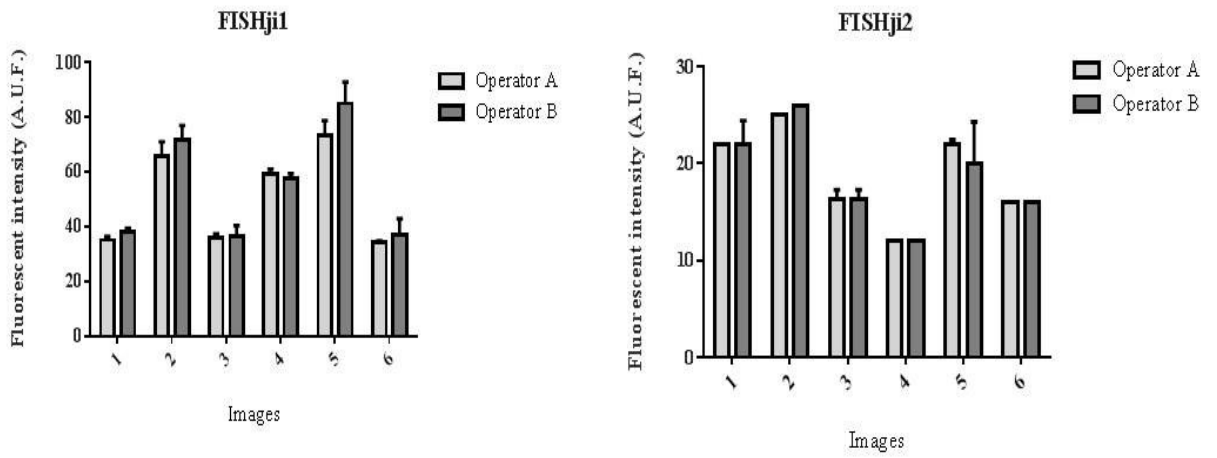 FISHji1
Fluorescent intensity (A.U.F.)
100
80
60
40
20
0
1 2 3 4 5 6
Images
Operator A
Operator B
FISHji2
Fluorescent intensity (A.U.F.)
30
20
10
0
1 2 3 4 5 6
Images
Operator A
Operator B